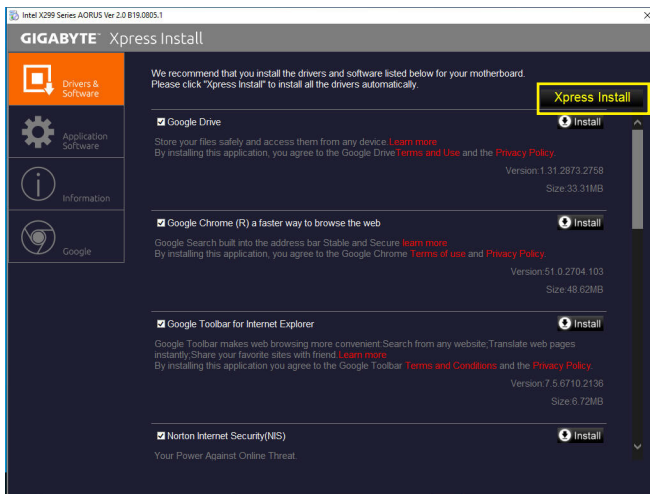 Intel X299 Series AORUS Ver 2.0 B19.0805.1
GIGABYTE™ Xpress Install
Drivers &
Software
Application
Software
Information
Google
We recommend that you install the drivers and software listed below for your motherboard.
Please click "Xpress Install" to install all the drivers automatically.
Xpress Install
Google Drive
Install
Store your files safely and access them from any device.Learn more
By installing this application, you agree to the Google DriveTerms and Use and the Privacy Policy.
Version:1.31.2873.2758
Size:33.31MB
Google Chrome (R) a faster way to browse the web
Install
Google Search built into the address bar Stable and Secure learn more
By installing this application, you agree to the Google Chrome Terms of use and Privacy Policy.
Version:51.0.2704.103
Size:48.62MB
Google Toolbar for Internet Explorer
Install
Google Toolbar makes web browsing more convenient.Search from any website;Translate web pages
instantly;Share your favorite sites with friend.Learn more
By installing this application you agree to the Google Toolbar Terms and Conditions and the Privacy Policy.
Version:7.5.6710.2136
Size:6.72MB
Norton Internet Security(NIS)
Install
Your Power Against Online Threat.